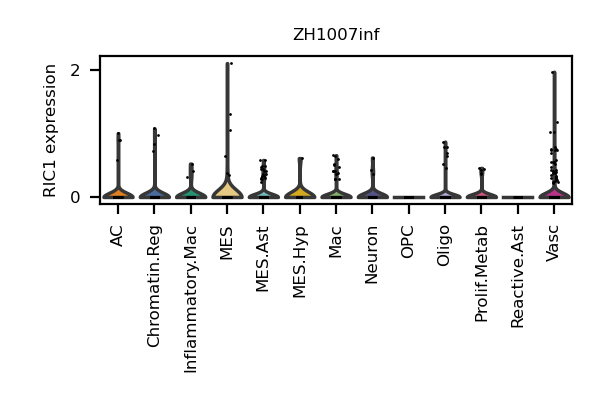 ZH1007inf
RIC1 expression
2
0
AC
Chromatin.Reg
Inflammatory.Mac
MES
MES.Ast
MES.Hyp
Mac
Neuron
OPC
Oligo
Prolif.Metab
Reactive.Ast
Vasc